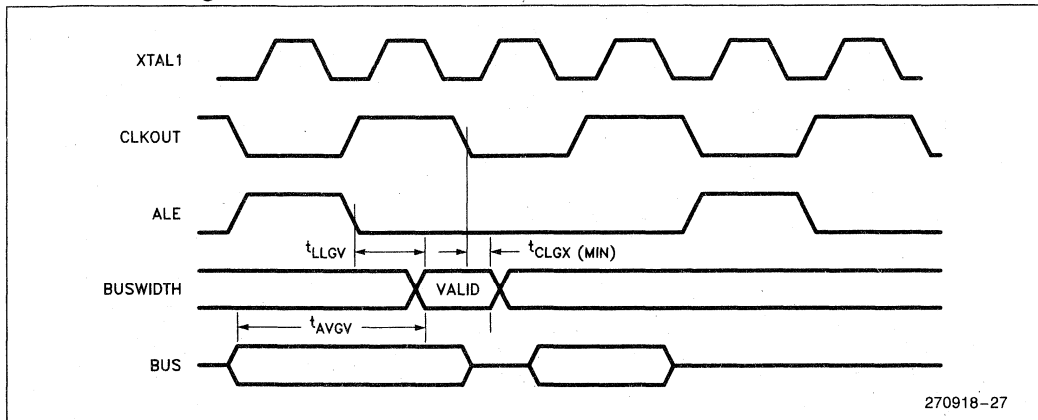 XTAL1
CLKOUT
ALE
tLLGV
tCLGX (MIN)
BUSWIDTH
VALID
tAVGV
BUS
270918-27